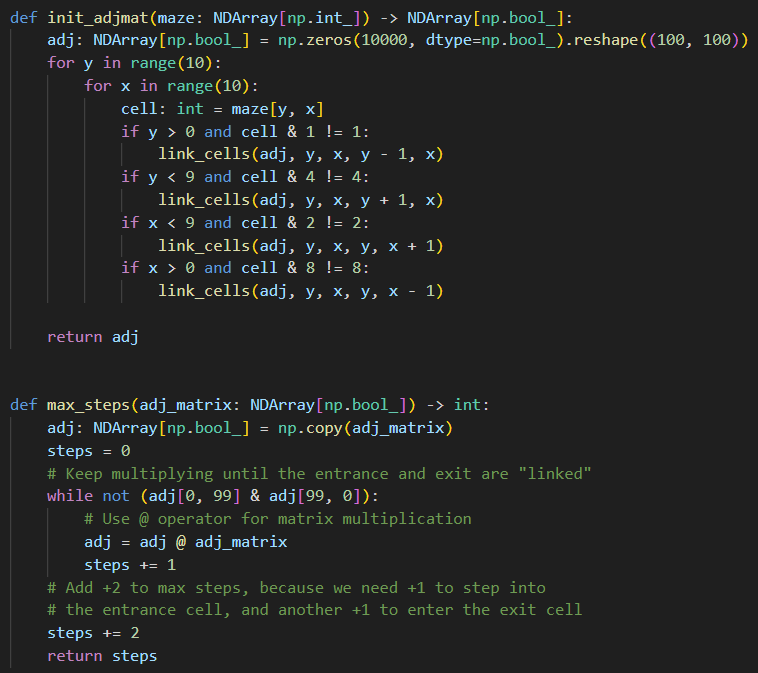 def init_adjmat(maze: NDArray[np.int_]) -> NDArray[np.bool_]:
    adj: NDArray[np.bool_] = np.zeros(10000, dtype=np.bool_).reshape((100, 100))
    for y in range(10):
        for x in range(10):
            cell: int = maze[y, x]
            if y > 0 and cell & 1 != 1:
                link_cells(adj, y, x, y - 1, x)
            if y < 9 and cell & 4 != 4:
                link_cells(adj, y, x, y + 1, x)
            if x < 9 and cell & 2 != 2:
                link_cells(adj, y, x, y, x + 1)
            if x > 0 and cell & 8 != 8:
                link_cells(adj, y, x, y, x - 1)

    return adj


def max_steps(adj_matrix: NDArray[np.bool_]) -> int:
    adj: NDArray[np.bool_] = np.copy(adj_matrix)
    steps = 0
    # Keep multiplying until the entrance and exit are "linked"
    while not (adj[0, 99] & adj[99, 0]):
        # Use @ operator for matrix multiplication
        adj = adj @ adj_matrix
        steps += 1
    # Add +2 to max steps, because we need +1 to step into
    # the entrance cell, and another +1 to enter the exit cell
    steps += 2
    return steps